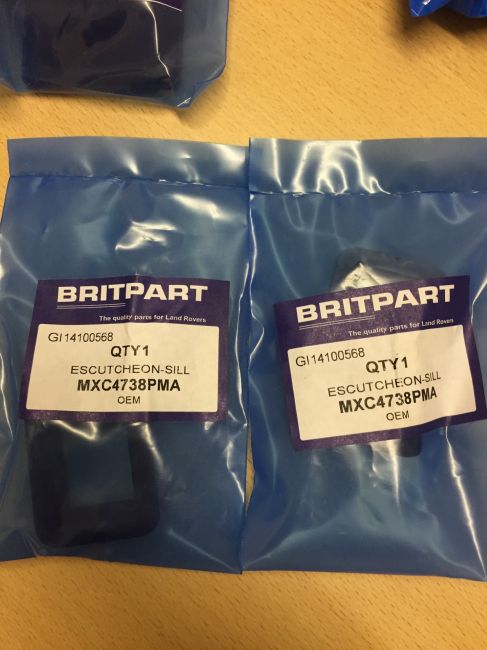 BRITPART
The quality parts for Land Rovers
GI14100568
QTY1
ESCUTCHEON-SILL
MXC4738PMA
OEM
BRITPART
The quality parts for Land Rovers
GI14100568
QTY1
ESCUTCHEON-SILL
MXC4738PMA
OEM